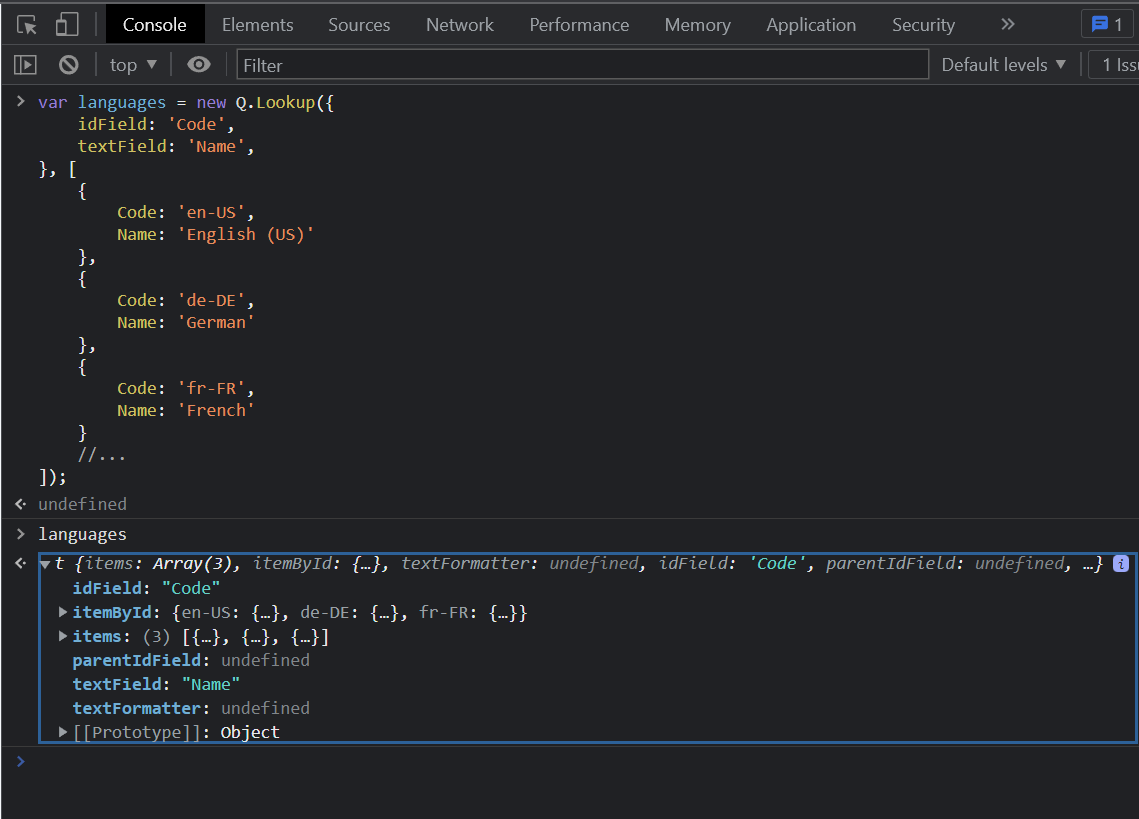 Console Elements Sources Network Performance Memory Application Security » 1
top ▼ Filter Default levels ▼ 1 Iss
> var languages = new Q.Lookup({
    idField: 'Code',
    textField: 'Name',
}, [
    {
        Code: 'en-US',
        Name: 'English (US)'
    },
    {
        Code: 'de-DE',
        Name: 'German'
    },
    {
        Code: 'fr-FR',
        Name: 'French'
    }
    //...
]);
undefined
> languages
▼t {items: Array(3), itemById: {…}, textFormatter: undefined, idField: 'Code', parentIdField: undefined, …} i
idField: "Code"
▶itemById: {en-US: {…}, de-DE: {…}, fr-FR: {…}}
▶items: (3) [{…}, {…}, {…}]
parentIdField: undefined
textField: "Name"
textFormatter: undefined
▶[[Prototype]]: Object
>